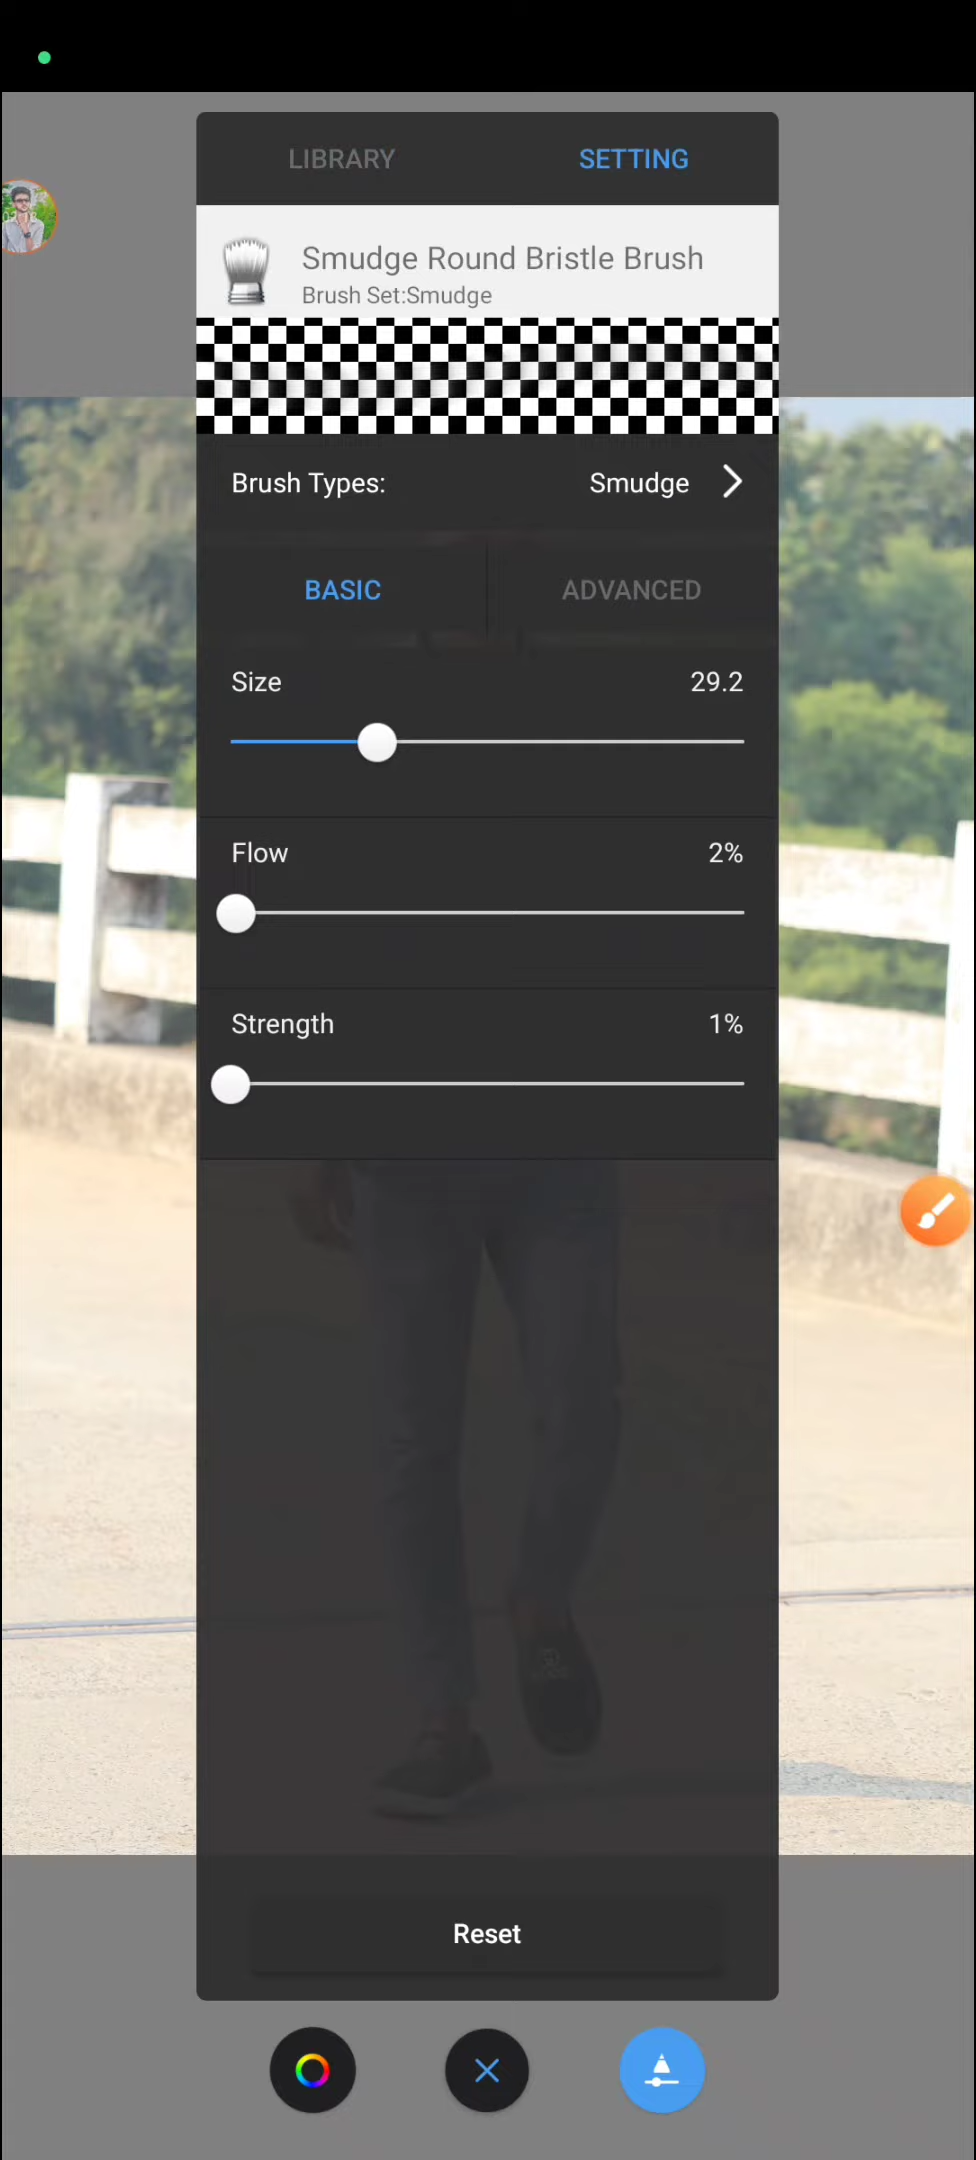 LIBRARY SETTING
Smudge Round Bristle Brush
Brush Set:Smudge
Brush Types: Smudge
BASIC ADVANCED
Size 29.2
Flow 2%
Strength 1%
Reset